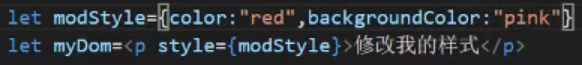 let modStyle={color:"red",backgroundColor:"pink"}
let myDom=<p style={modStyle}>修改我的样式</p>